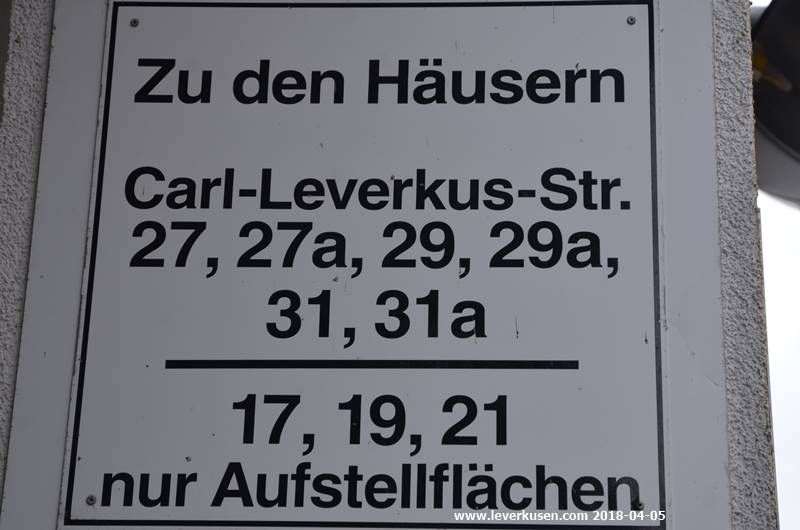 Zu den Häusern
Carl-Leverkus-Str.
27, 27a, 29, 29a,
31, 31a
17, 19, 21
nur Aufstellflächen
www.leverkusen.com 2018-04-05